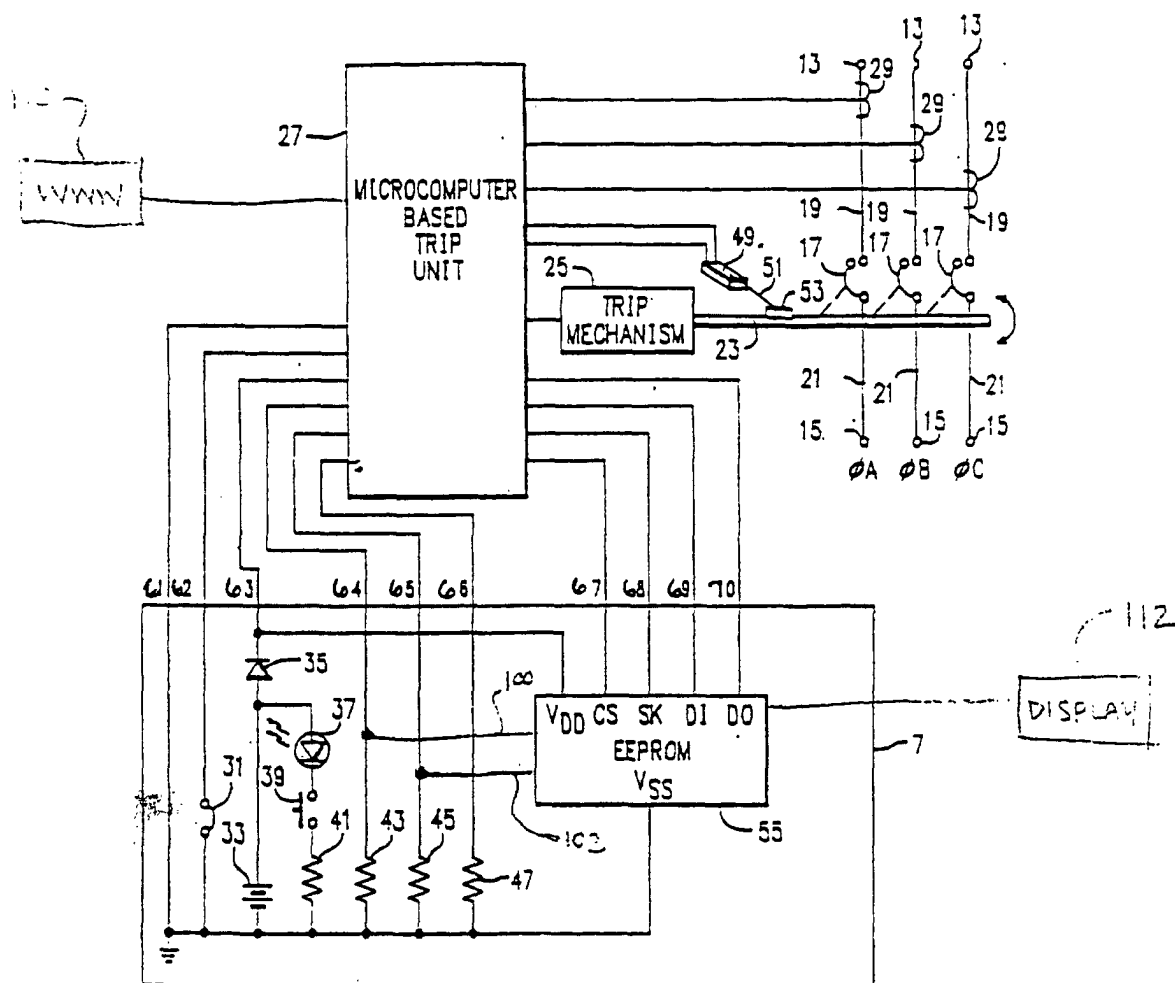 13 13 13
29
27
29
29
WWW
MICROCOMPUTER
BASED
TRIP
UNIT
19 19 19
49
17 17 17
51
25
53
TRIP
MECHANISM
23
21 21 21
15 15 15
ØA ØB ØC
61 62 63 64 65 66 67 68 69 70
112
35
100
37
VDD CS SK DI DO
DISPLAY
EEPROM
7
VSS
39
31
55
33 41 43 45
102
47